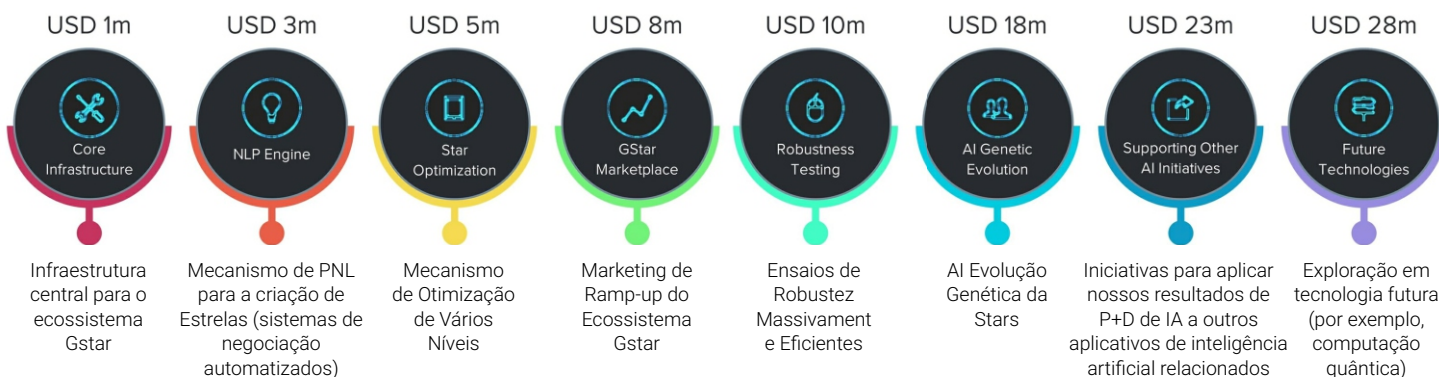 USD 1m
USD 3m
USD 5m
USD 8m
USD 10m
USD 18m
USD 23m
USD 28m
Core
Infrastructure
NLP Engine
Star
Optimization
GStar
Marketplace
Robustness
Testing
AI Genetic
Evolution
Supporting Other
AI Initiatives
Future
Technologies
Infraestrutura
central para o
ecossistema
Gstar
Mecanismo de PNL
para a criação de
Estrelas (sistemas de
negociação
automatizados)
Mecanismo
de Otimização
de Vários
Níveis
Marketing de
Ramp-up do
Ecossistema
Gstar
Ensaios de
Robustez
Massivament
e Eficientes
AI Evolução
Genética da
Stars
Iniciativas para aplicar
nossos resultados de
P+D de IA a outros
aplicativos de inteligência
artificial relacionados
Exploração em
tecnologia futura
(por exemplo,
computação
quântica)